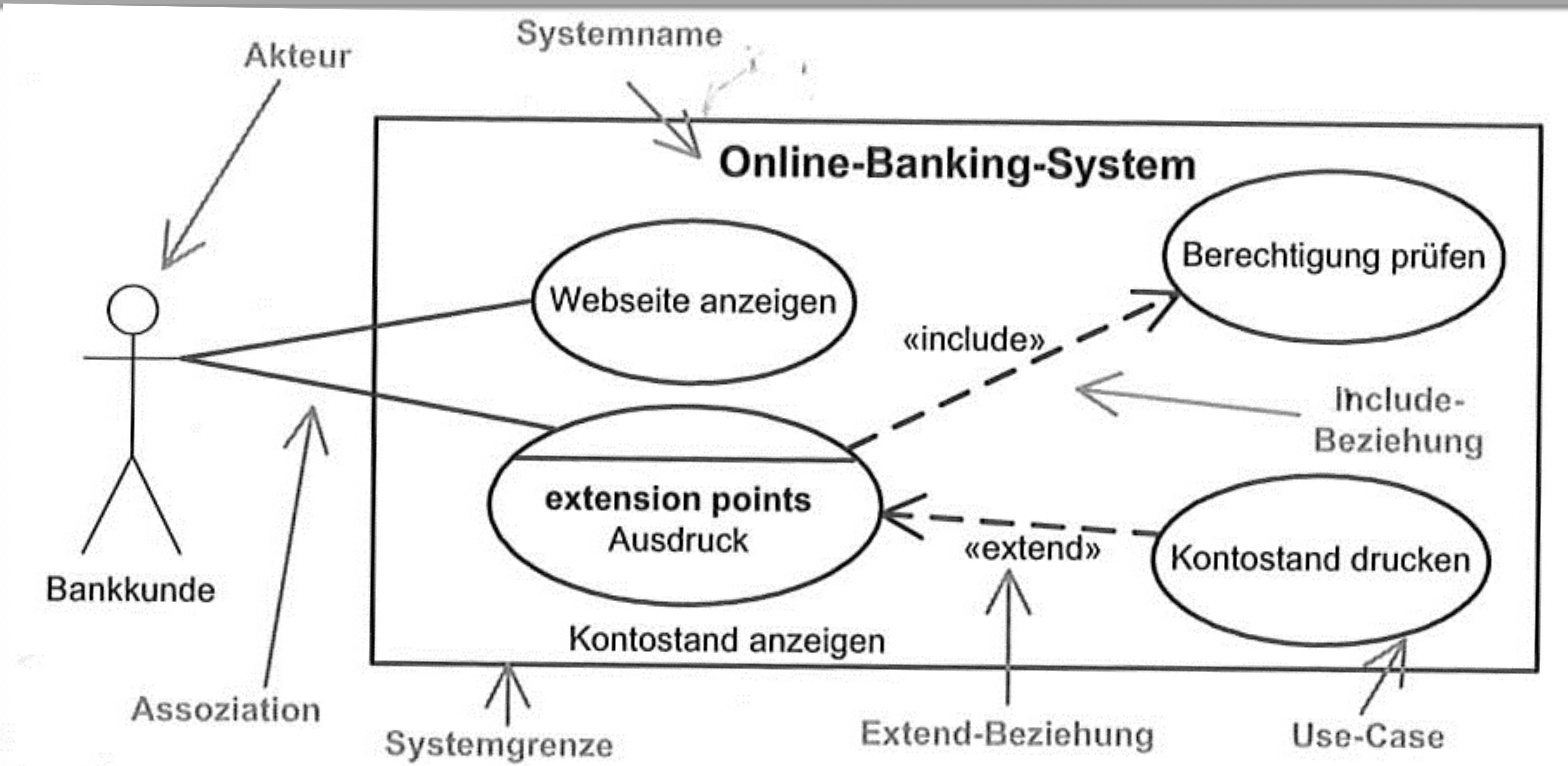 Systemname
Akteur
Online-Banking-System
Berechtigung prüfen
Webseite anzeigen
«include»
Include-
Beziehung
extension points
Ausdruck
«extend»
Kontostand drucken
Bankkunde
Kontostand anzeigen
Assoziation
Systemgrenze
Extend-Beziehung
Use-Case